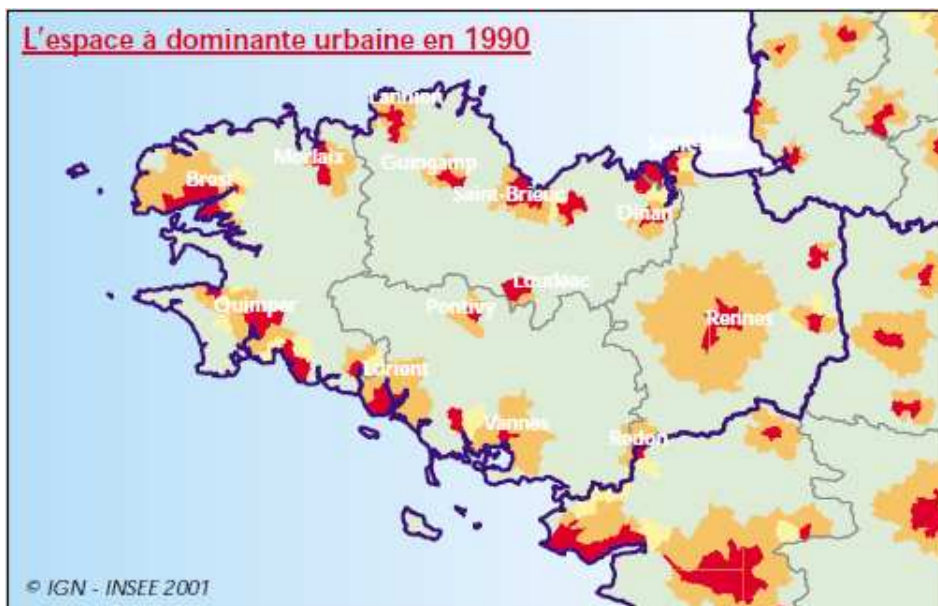 L'espace à dominante urbaine en 1990
Lannion
Morlaix
Guingamp
Saint-Malo
Brest
Saint-Brieuc
Dinan
Loudéac
Quimper
Pontivy
Rennes
Lorient
Vannes
Redon
© IGN - INSEE 2001